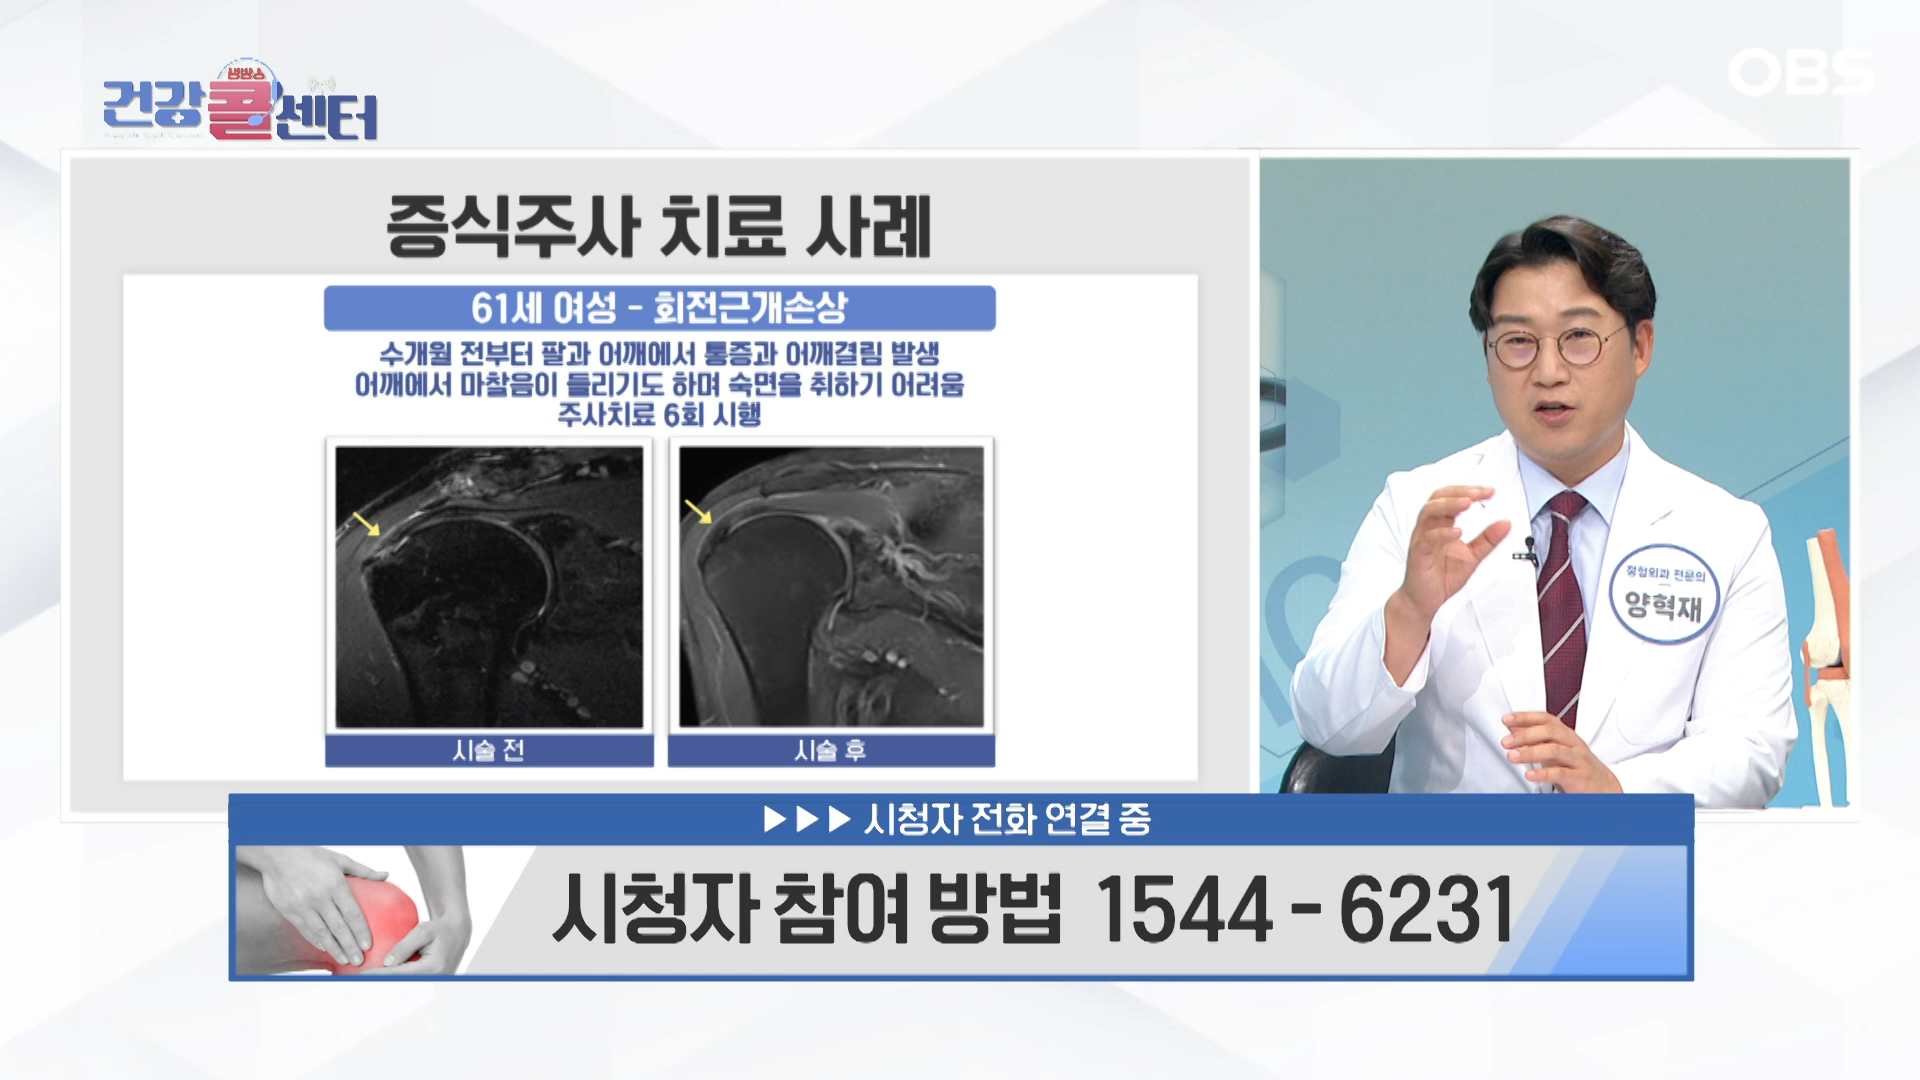 생방송
건강콜센터
OBS
증식주사 치료 사례
61세 여성 - 회전근개손상
수개월 전부터 팔과 어깨에서 통증과 어깨결림 발생
어깨에서 마찰음이 들리기도 하며 숙면을 취하기 어려움
주사치료 6회 시행
시술 전
시술 후
정형외과 전문의
양혁재
▶▶▶ 시청자 전화 연결 중
시청자 참여 방법 1544 - 6231